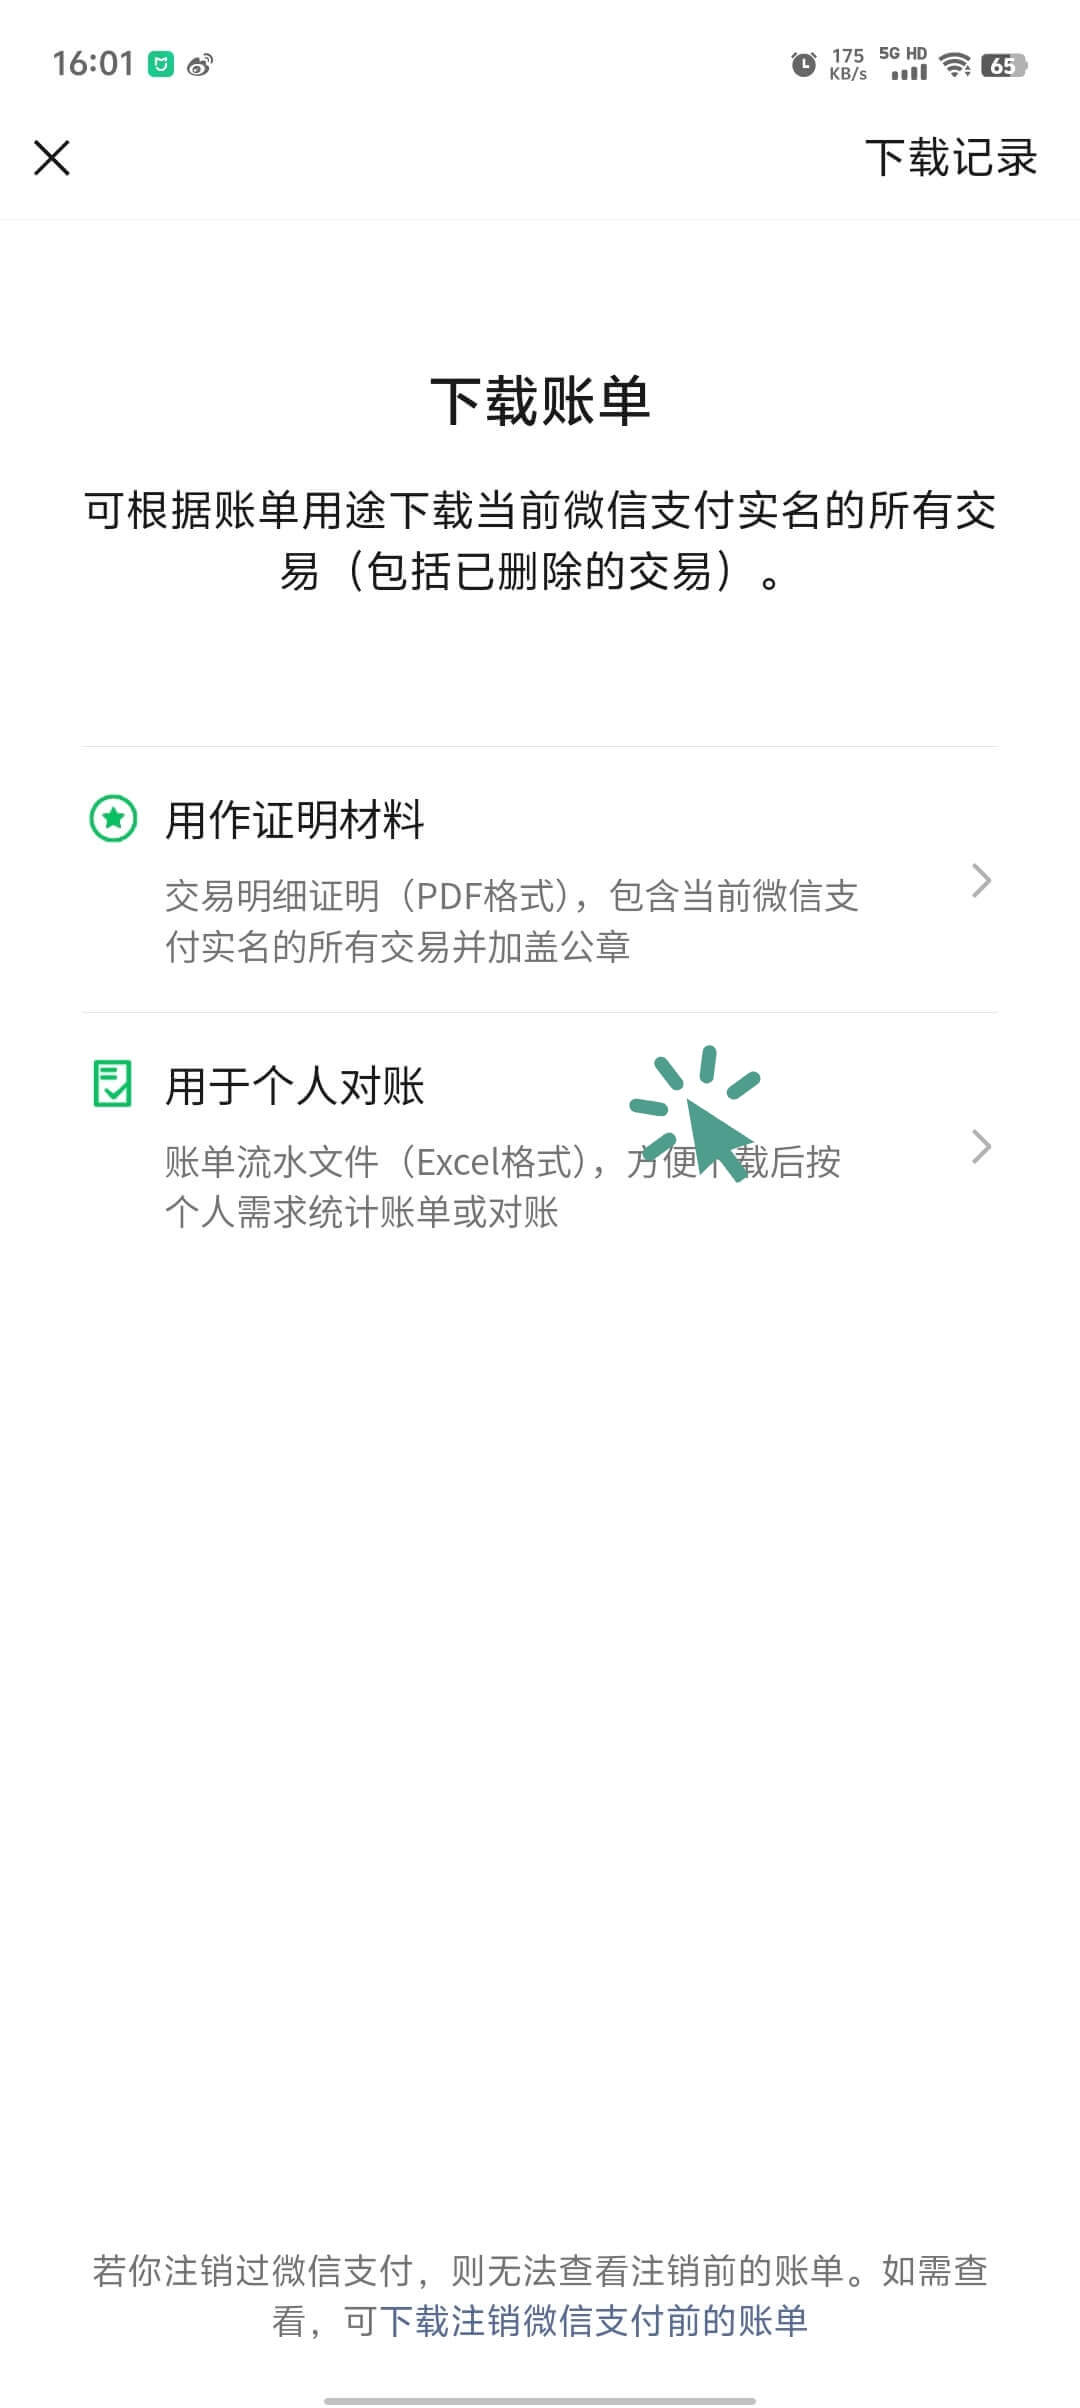 16:01
175
KB/s
5G HD
65
下载记录
下载账单
可根据账单用途下载当前微信支付实名的所有交
易（包括已删除的交易）。
用作证明材料
交易明细证明（PDF格式），包含当前微信支
付实名的所有交易并加盖公章
用于个人对账
账单流水文件（Excel格式），方便下载后按
个人需求统计账单或对账
若你注销过微信支付，则无法查看注销前的账单。如需查
看，可下载注销微信支付前的账单